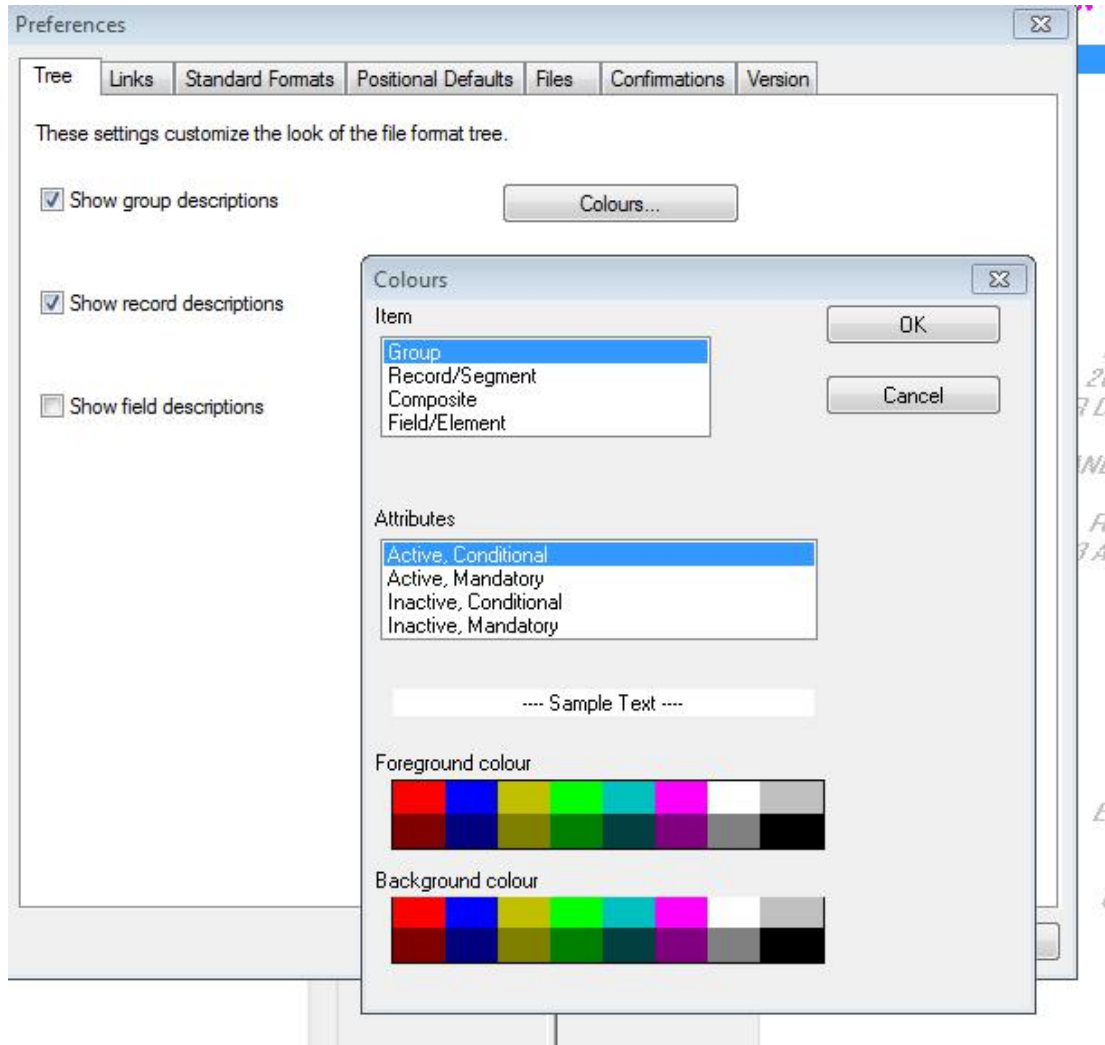 Preferences
Tree Links Standard Formats Positional Defaults Files Confirmations Version
These settings customize the look of the file format tree.
Show group descriptions
Colours...
Show record descriptions
Show field descriptions
Colours
Item
Group
Record/Segment
Composite
Field/Element
OK
Cancel
Attributes
Active, Conditional
Active, Mandatory
Inactive, Conditional
Inactive, Mandatory
---- Sample Text ----
Foreground colour
Background colour